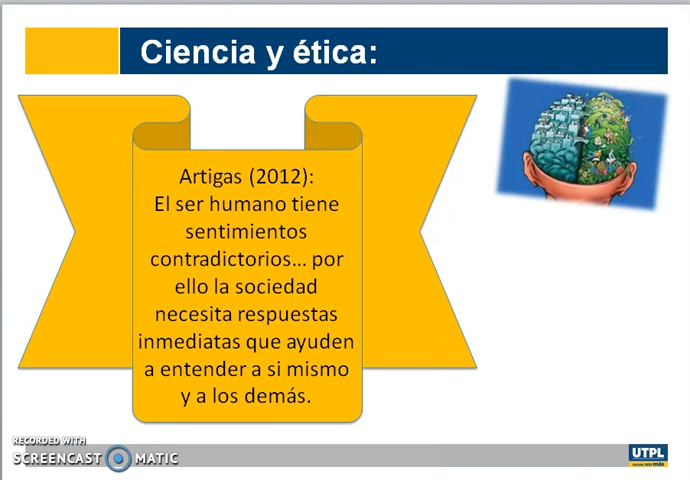 Ciencia y ética:
Artigas (2012):
El ser humano tiene
sentimientos
contradictorios... por
ello la sociedad
necesita respuestas
inmediatas que ayuden
a entender a si mismo
y a los demás.
RECORDED WITH
SCREENCAST MATIC
UTPL